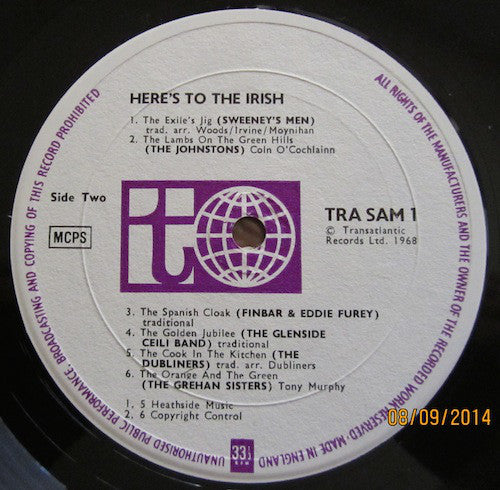 HERE'S TO THE IRISH
1. The Exile's Jig (SWEENEY'S MEN)
trad. arr. Woods/Irvine/Moynihan
2. The Lambs On The Green Hills
(THE JOHNSTONS) Coln O'Cochlainn
Side Two
MCPS
it
TRA SAM 1
© Transatlantic
Records Ltd. 1968
3. The Spanish Cloak (FINBAR & EDDIE FUREY)
traditional
4. The Golden Jubilee (THE GLENSIDE
CEILI BAND) traditional
5. The Cook In The Kitchen (THE
DUBLINERS) trad. arr. Dubliners
6. The Orange And The Green
(THE GREHAN SISTERS) Tony Murphy
1. 5 Heathside Music
2. 6 Copyright Control
33⅓
R.P.M
ALL RIGHTS OF THE MANUFACTURERS AND THE OWNER OF THE RECORDED WORK RESERVED-MADE IN ENGLAND
UNAUTHORISED PUBLIC PERFORMANCE, BROADCASTING AND COPYING OF THIS RECORD PROHIBITED
08/09/2014